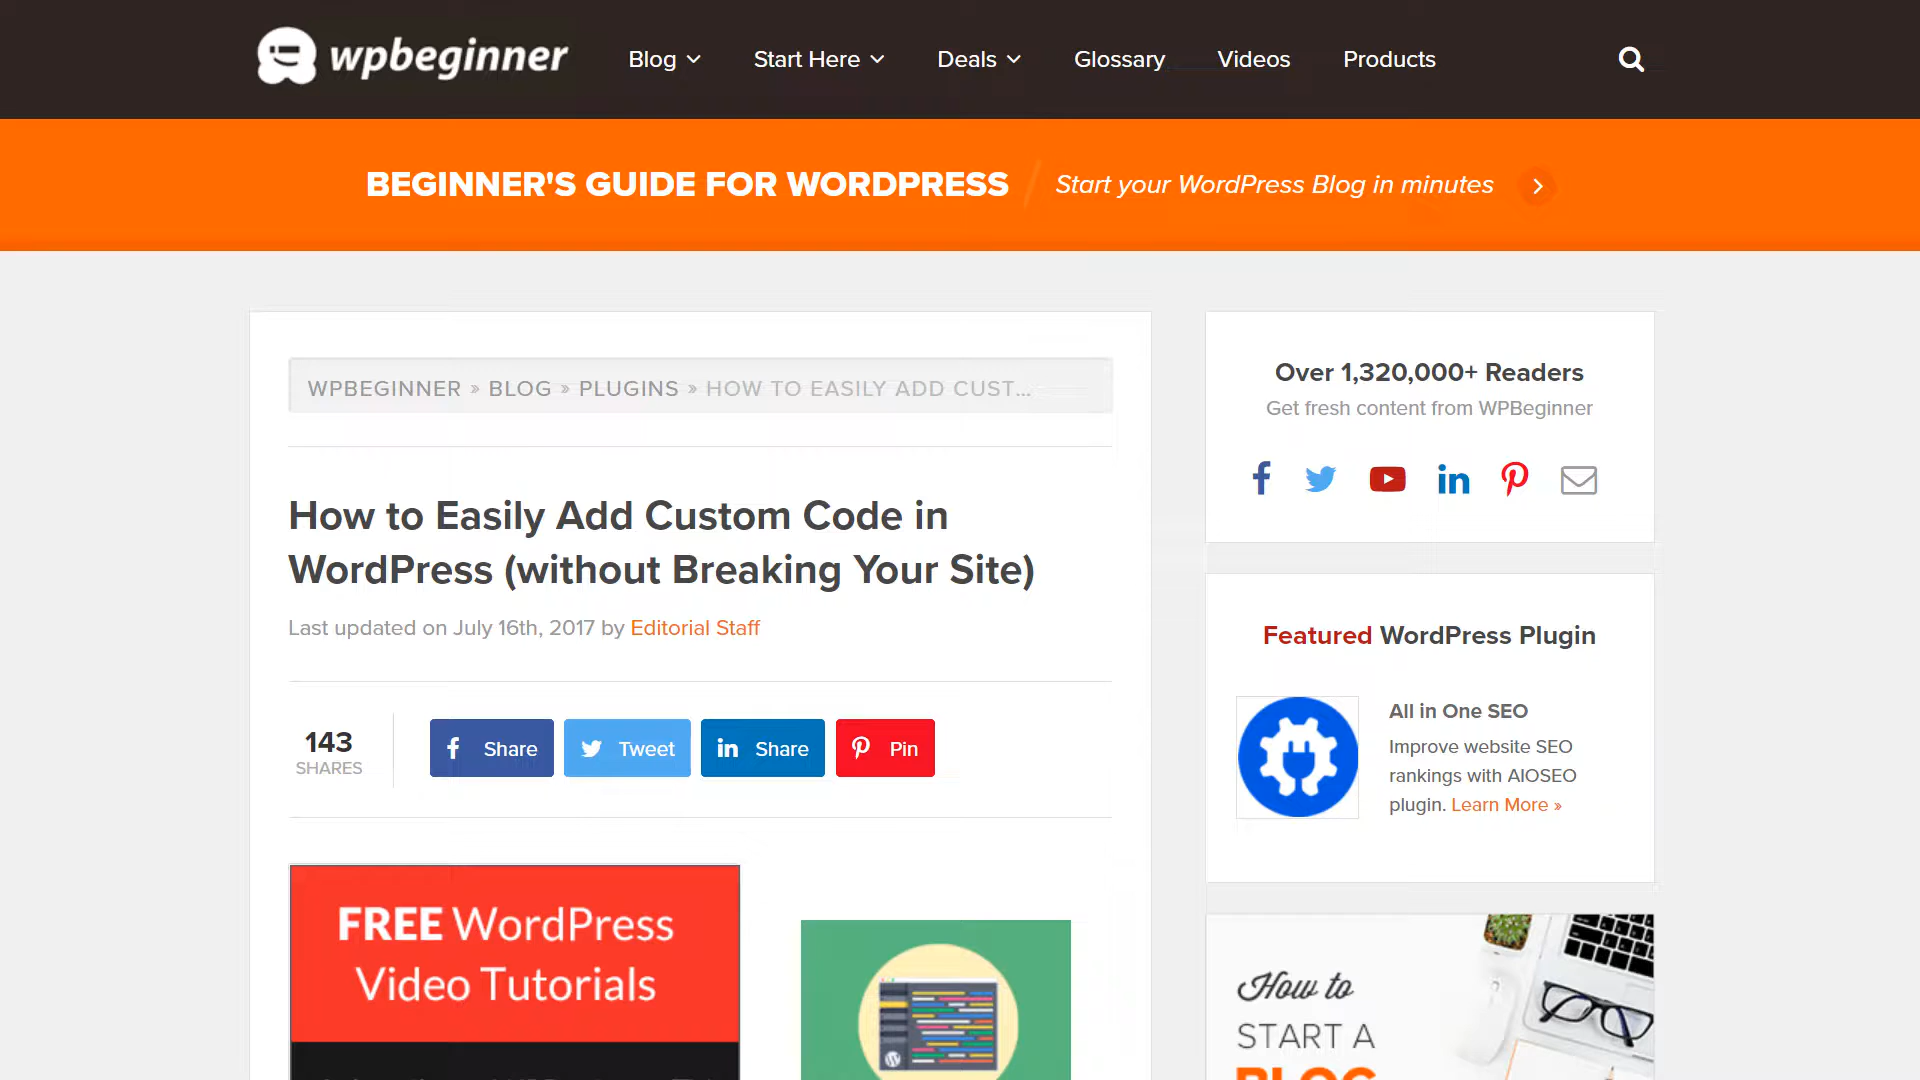 wpbeginner
Blog
Start Here
Deals
Glossary
Videos
Products
BEGINNER'S GUIDE FOR WORDPRESS
Start your WordPress Blog in minutes
WPBEGINNER » BLOG » PLUGINS » HOW TO EASILY ADD CUST...
How to Easily Add Custom Code in
WordPress (without Breaking Your Site)
Last updated on July 16th, 2017 by Editorial Staff
143
SHARES
Share
Tweet
Share
Pin
FREE WordPress
Video Tutorials
Over 1,320,000+ Readers
Get fresh content from WPBeginner
Featured WordPress Plugin
All in One SEO
Improve website SEO
rankings with AIOSEO
plugin. Learn More »
How to
START A
BLOG